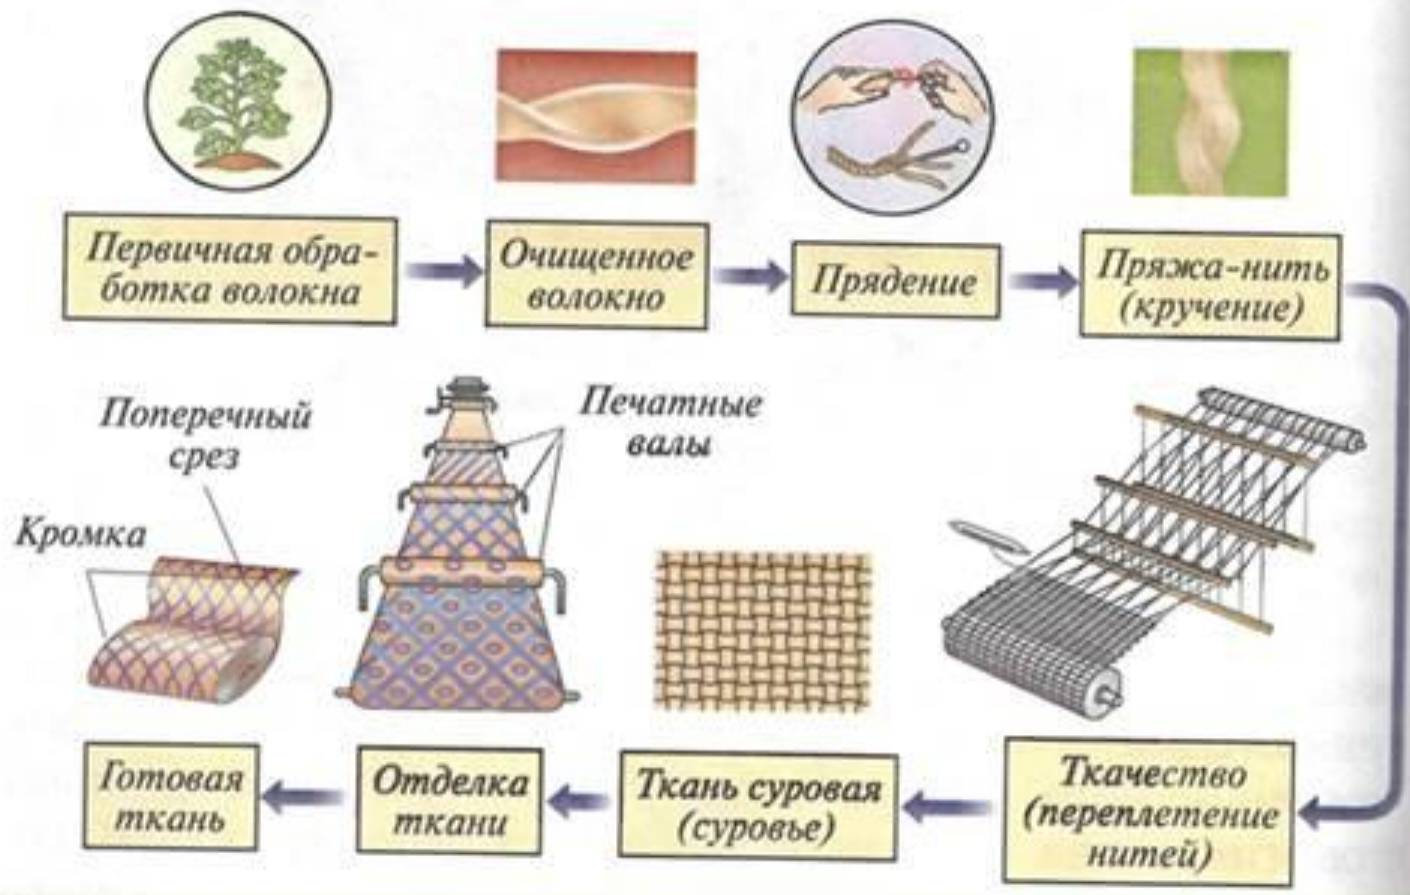 Первичная обра-
ботка волокна
Очищенное
волокно
Прядение
Пряжа-нить
(кручение)
Поперечный
срез
Кромка
Печатные
валы
Готовая
ткань
Отделка
ткани
Ткань суровая
(суровье)
Ткачество
(переплетение
нитей)